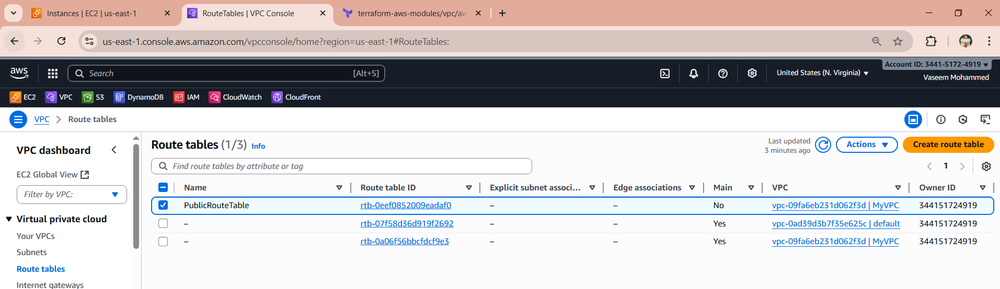 Instances | EC2 | us-east-1
RouteTables | VPC Console
terraform-aws-modules/vpc/aw
us-east-1.console.aws.amazon.com/vpcconsole/home?region=us-east-1#RouteTables:
aws
Search
[Alt+S]
United States (N. Virginia)
Account ID: 3441-5172-4919
Vaseem Mohammed
EC2 VPC S3 DynamoDB IAM CloudWatch CloudFront
VPC > Route tables
VPC dashboard
EC2 Global View
Filter by VPC:
Virtual private cloud
Your VPCs
Subnets
Route tables
Internet gateways
Route tables (1/3) Info
Last updated
3 minutes ago
Actions
Create route table
Find route tables by attribute or tag
1
Name Route table ID Explicit subnet associ... Edge associations Main VPC Owner ID
PublicRouteTable rtb-0eef0852009eadaf0 – – No vpc-09fa6eb231d062f3d | MyVPC 344151724919
– rtb-07f58d36d919f2692 – – Yes vpc-0ad39d3b7f35e625c | default 344151724919
– rtb-0a06f56bbcfdcf9e3 – – Yes vpc-09fa6eb231d062f3d | MyVPC 344151724919